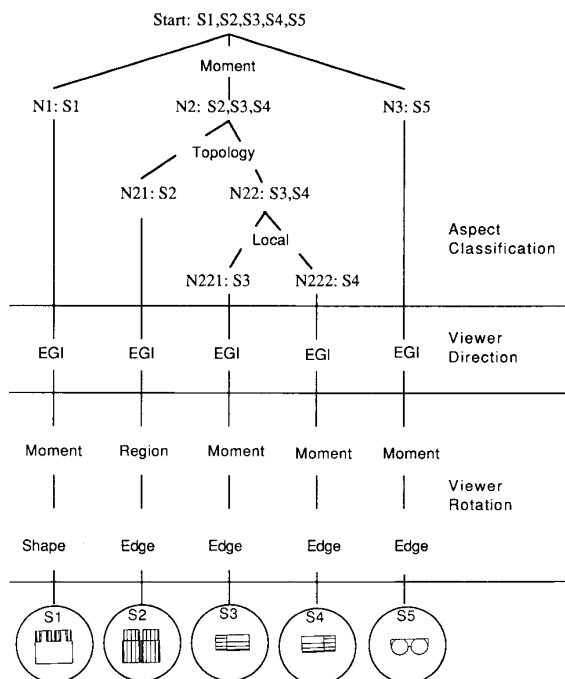 Start: S1,S2,S3,S4,S5
Moment
N1: S1 N2: S2,S3,S4 N3: S5
Topology
N21: S2 N22: S3,S4
Local
N221: S3 N222: S4
Aspect
Classification
EGI EGI EGI EGI EGI
Viewer
Direction
Moment Region Moment Moment Moment
Viewer
Rotation
Shape Edge Edge Edge Edge
S1 S2 S3 S4 S5